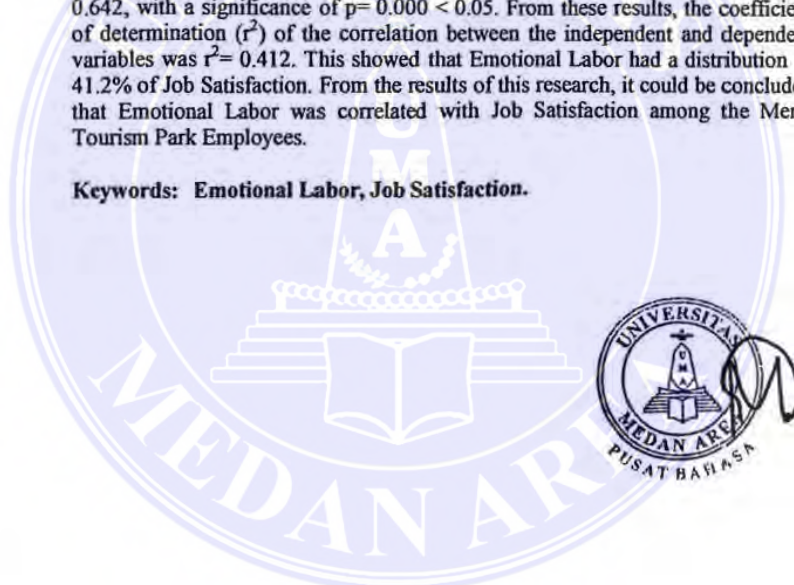 0.642, with a significance of p= 0.000 < 0.05. From these results, the coefficie
of determination (r²) of the correlation between the independent and depende
variables was r²= 0.412. This showed that Emotional Labor had a distribution
41.2% of Job Satisfaction. From the results of this research, it could be conclud
that Emotional Labor was correlated with Job Satisfaction among the Mer
Tourism Park Employees.
Keywords: Emotional Labor, Job Satisfaction.
UMA
MEDAN AREA
UNIVERSITAS
UMA
MEDAN AREA
PUSAT BAHASA